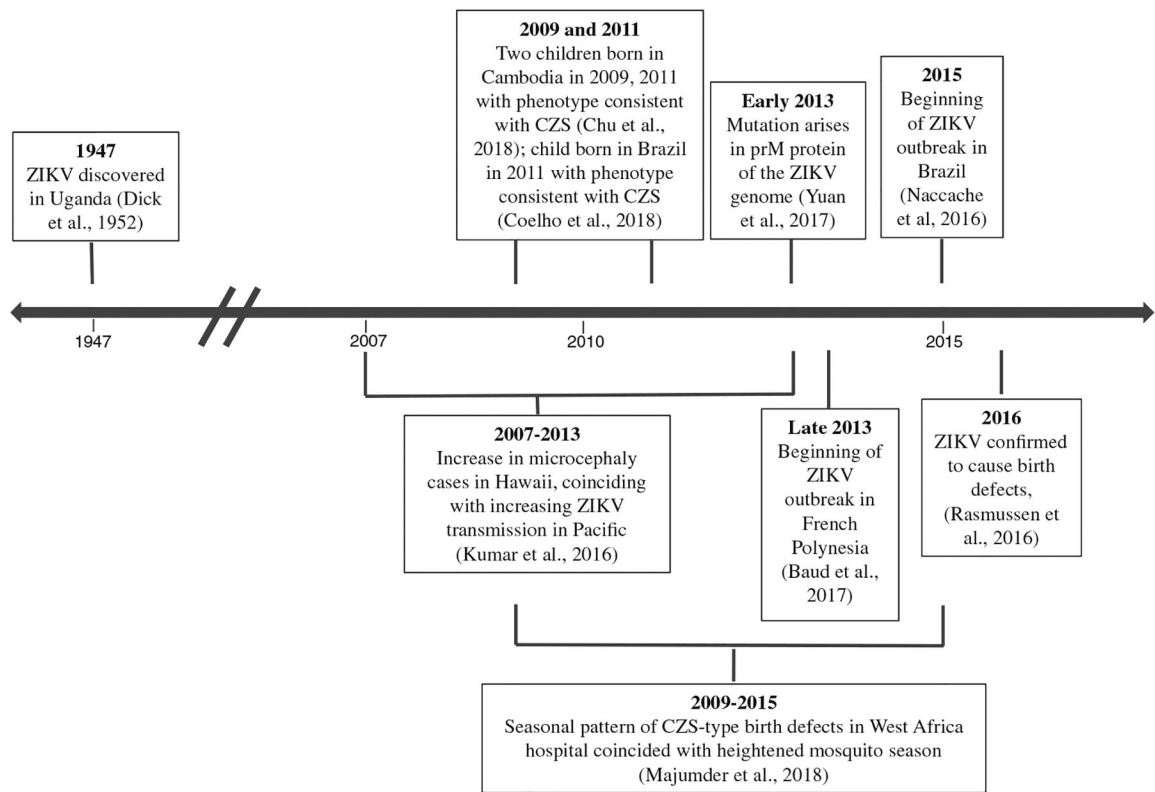 2009 and 2011
Two children born in
Cambodia in 2009, 2011
with phenotype consistent
with CZS (Chu et al.,
2018); child born in Brazil
in 2011 with phenotype
consistent with CZS
(Coelho et al., 2018)
1947
ZIKV discovered
in Uganda (Dick
et al., 1952)
Early 2013
Mutation arises
in prM protein
of the ZIKV
genome (Yuan
et al., 2017)
2015
Beginning
of ZIKV
outbreak in
Brazil
(Naccache
et al, 2016)
1947
2007
2010
2015
2007-2013
Increase in microcephaly
cases in Hawaii, coinciding
with increasing ZIKV
transmission in Pacific
(Kumar et al., 2016)
Late 2013
Beginning of
ZIKV
outbreak in
French
Polynesia
(Baud et al.,
2017)
2016
ZIKV confirmed
to cause birth
defects,
(Rasmussen et
al., 2016)
2009-2015
Seasonal pattern of CZS-type birth defects in West Africa
hospital coincided with heightened mosquito season
(Majumder et al., 2018)